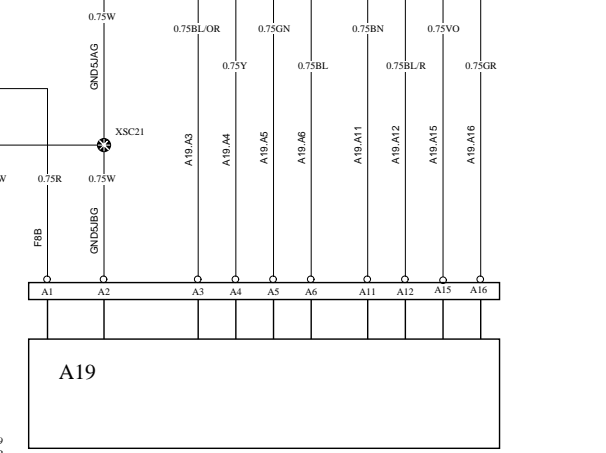 0.75W
0.75BL/OR
0.75GN
0.75BN
0.75VO
0.75Y
0.75BL
0.75BL/R
0.75GR
GND5JAG
XSC21
A19.A3
A19.A4
A19.A5
A19.A6
A19.A11
A19.A12
A19.A15
A19.A16
W
0.75R
0.75W
F8B
GND5JBG
A1
A2
A3
A4
A5
A6
A11
A12
A15
A16
A19